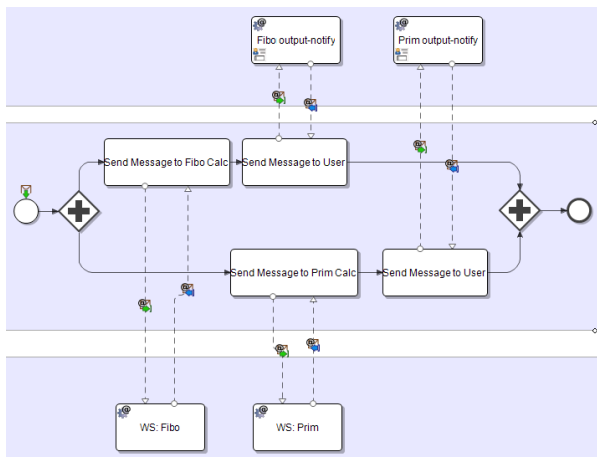 Fibo output-notify
Prim output-notify
Send Message to Fibo Calc
Send Message to User
Send Message to Prim Calc
Send Message to User
WS: Fibo
WS: Prim